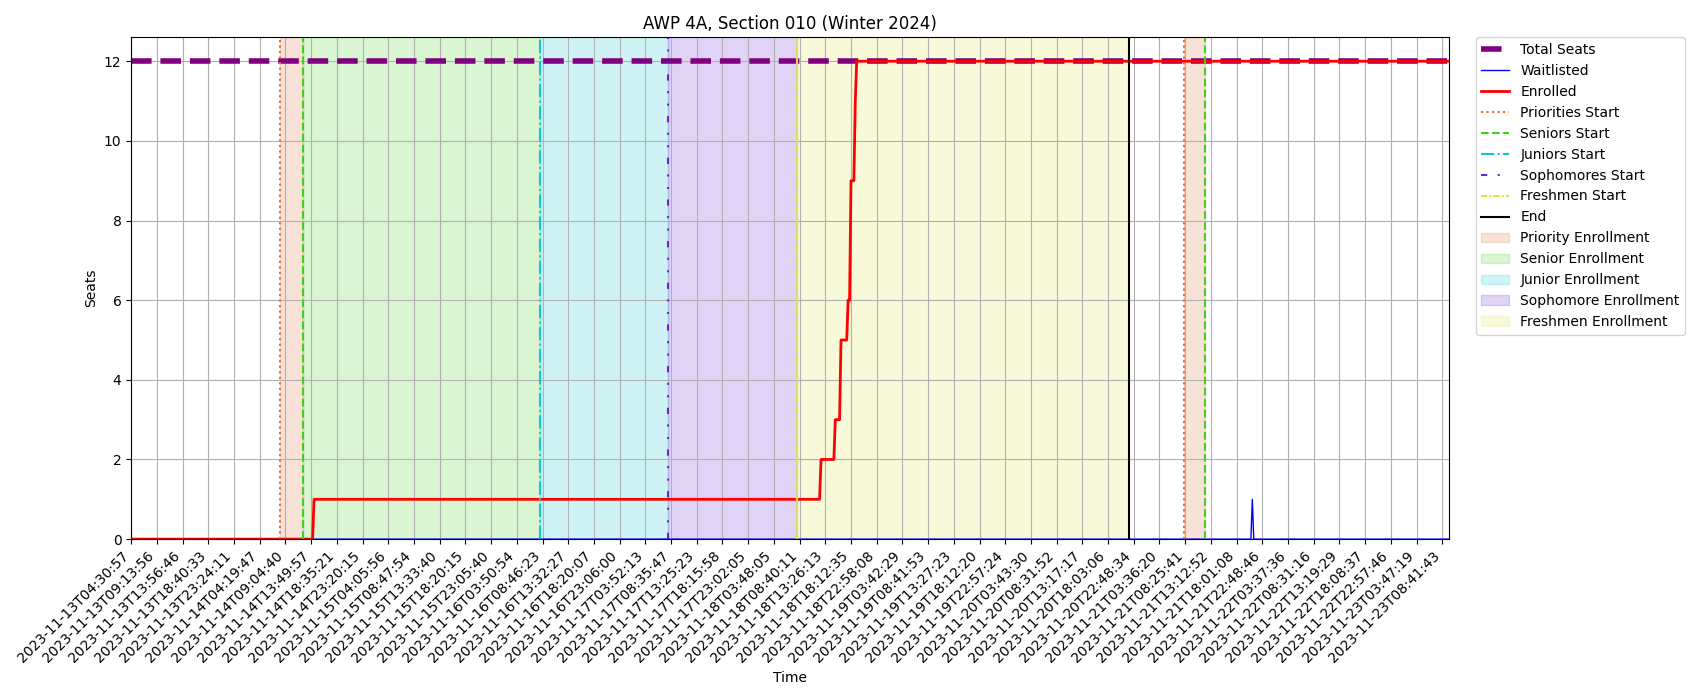 AWP 4A, Section 010 (Winter 2024)
Total Seats
Waitlisted
Enrolled
Priorities Start
Seniors Start
Juniors Start
Sophomores Start
Freshmen Start
End
Priority Enrollment
Senior Enrollment
Junior Enrollment
Sophomore Enrollment
Freshmen Enrollment
Seats
12
10
8
6
4
2
0
2023-11-13T04:30:57
2023-11-13T09:13:56
2023-11-13T13:56:46
2023-11-13T18:40:33
2023-11-13T23:24:11
2023-11-14T04:19:47
2023-11-14T09:04:40
2023-11-14T13:49:57
2023-11-14T18:35:21
2023-11-14T23:20:15
2023-11-15T04:05:56
2023-11-15T08:47:54
2023-11-15T13:33:40
2023-11-15T18:20:15
2023-11-15T23:05:40
2023-11-16T03:50:54
2023-11-16T08:46:23
2023-11-16T13:32:27
2023-11-16T18:20:07
2023-11-16T23:06:00
2023-11-17T03:52:13
2023-11-17T08:35:47
2023-11-17T13:25:23
2023-11-17T18:15:58
2023-11-17T23:02:05
2023-11-18T03:48:05
2023-11-18T08:40:11
2023-11-18T13:26:13
2023-11-18T18:12:35
2023-11-18T22:58:08
2023-11-19T03:42:29
2023-11-19T08:41:53
2023-11-19T13:27:23
2023-11-19T18:12:20
2023-11-19T22:57:24
2023-11-20T03:43:30
2023-11-20T08:31:52
2023-11-20T13:17:17
2023-11-20T18:03:06
2023-11-20T22:48:34
2023-11-21T03:36:20
2023-11-21T08:25:41
2023-11-21T13:12:52
2023-11-21T18:01:08
2023-11-21T22:48:46
2023-11-22T03:37:36
2023-11-22T08:31:16
2023-11-22T13:19:29
2023-11-22T18:08:37
2023-11-22T22:57:46
2023-11-23T03:47:19
2023-11-23T08:41:43
Time